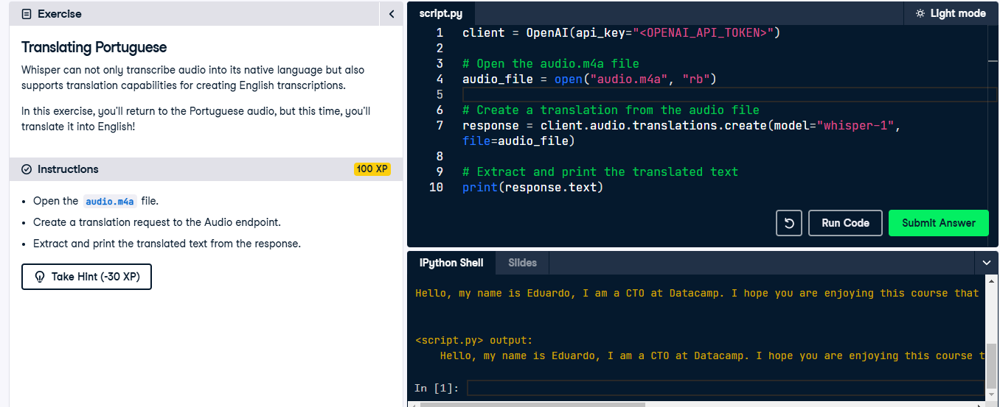 Exercise
Translating Portuguese
Whisper can not only transcribe audio into its native language but also
supports translation capabilities for creating English transcriptions.
In this exercise, you'll return to the Portuguese audio, but this time, you'll
translate it into English!
Instructions
100 XP
Open the audio.m4a file.
Create a translation request to the Audio endpoint.
Extract and print the translated text from the response.
Take Hint (-30 XP)
script.py
Light mode
1 client = OpenAI(api_key="<OPENAI_API_TOKEN>")
2
3 # Open the audio.m4a file
4 audio_file = open("audio.m4a", "rb")
5
6 # Create a translation from the audio file
7 response = client.audio.translations.create(model="whisper-1",
file=audio_file)
8
9 # Extract and print the translated text
10 print(response.text)
Run Code
Submit Answer
IPython Shell
Slides
Hello, my name is Eduardo, I am a CTO at Datacamp. I hope you are enjoying this course that
<script.py> output:
Hello, my name is Eduardo, I am a CTO at Datacamp. I hope you are enjoying this course t
In [1]: